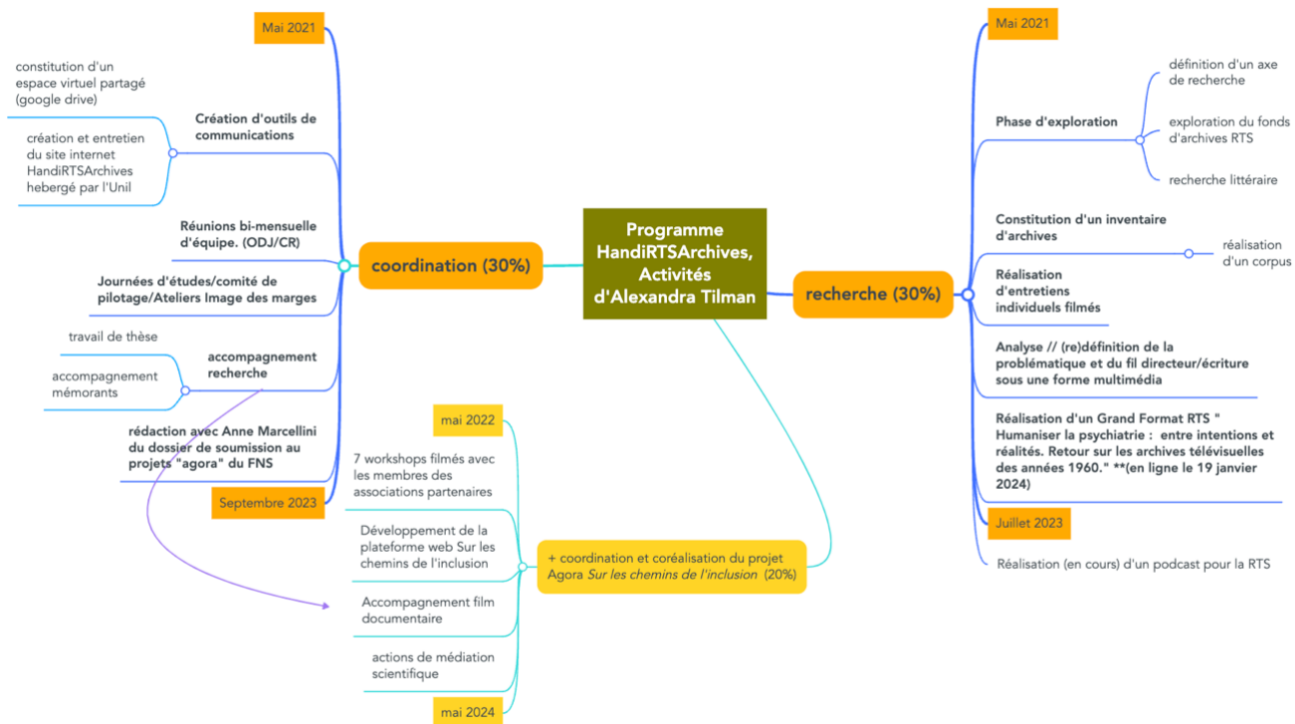 Programme
HandiRTSArchives,
Activités
d'Alexandra Tilman
coordination (30%)
Mai 2021
Création d'outils de
communications
constitution d'un
espace virtuel partagé
(google drive)
création et entretien
du site internet
HandiRTSArchives
hebergé par l'Unil
Réunions bi-mensuelle
d'équipe. (ODJ/CR)
Journées d'études/comité de
pilotage/Ateliers Image des marges
accompagnement
recherche
travail de thèse
accompagnement
mémorants
rédaction avec Anne Marcellini
du dossier de soumission au
projets "agora" du FNS
Septembre 2023
recherche (30%)
Mai 2021
Phase d'exploration
définition d'un axe
de recherche
exploration du fonds
d'archives RTS
recherche littéraire
Constitution d'un inventaire
d'archives
réalisation
d'un corpus
Réalisation
d'entretiens
individuels filmés
Analyse // (re)définition de la
problématique et du fil directeur/écriture
sous une forme multimédia
Réalisation d'un Grand Format RTS "
Humaniser la psychiatrie :  entre intentions et
réalités. Retour sur les archives télévisuelles
des années 1960." **(en ligne le 19 janvier
2024)
Juillet 2023
Réalisation (en cours) d'un podcast pour la RTS
+ coordination et coréalisation du projet
Agora Sur les chemins de l'inclusion  (20%)
mai 2022
7 workshops filmés avec
les membres des
associations partenaires
Développement de la
plateforme web Sur les
chemins de l'inclusion
Accompagnement film
documentaire
actions de médiation
scientifique
mai 2024